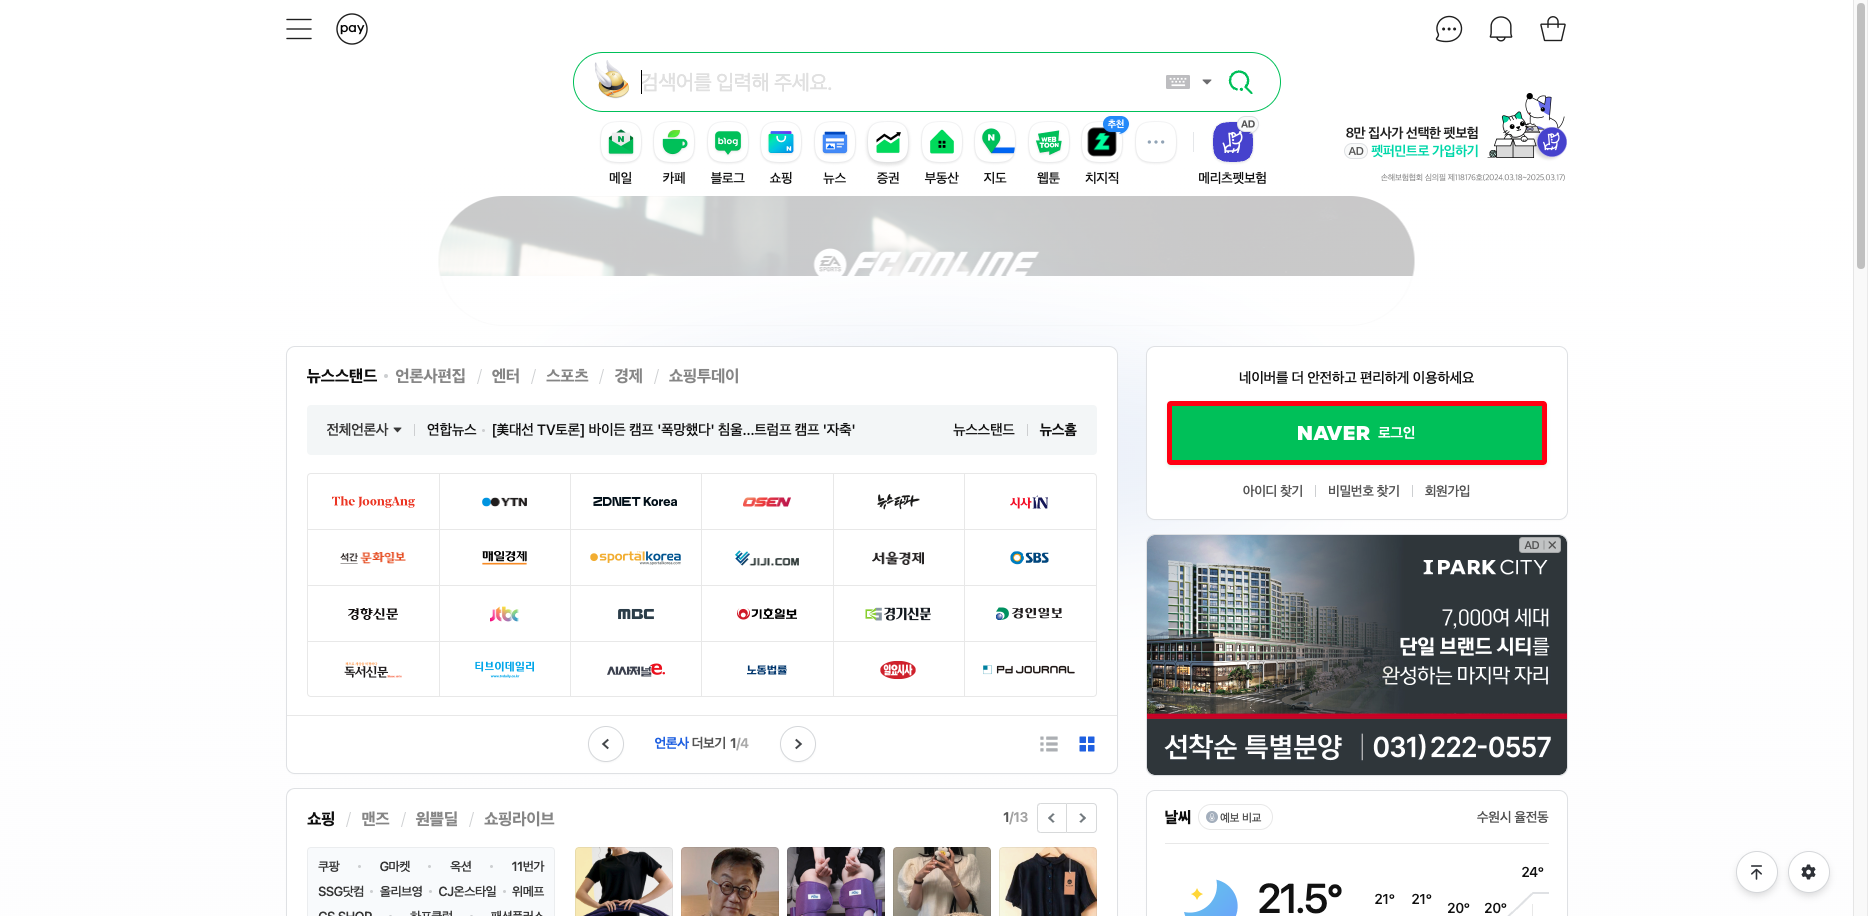 pay
검색어를 입력해 주세요.
추천
AD
N
blog
N
N
WEB
TOON
메일
카페
블로그
쇼핑
뉴스
증권
부동산
지도
웹툰
치지직
메리츠펫보험
8만 집사가 선택한 펫보험
AD 펫퍼민트로 가입하기
손해보험협회 심의필 제118176호(2024.03.18~2025.03.17)
EA SPORTS FC ONLINE
뉴스스탠드 · 언론사편집 / 엔터 / 스포츠 / 경제 / 쇼핑투데이
전체언론사
연합뉴스 · [美대선 TV토론] 바이든 캠프 '폭망했다' 침울...트럼프 캠프 '자축'
뉴스스탠드
뉴스홈
The JoongAng
YTN
ZDNET Korea
OSEN
뉴스타파
시사IN
석간 문화일보
매일경제
sportalkorea
www.sportalkorea.com
JIJI.COM
서울경제
SBS
경향신문
jtbc
MBC
기호일보
경기신문
경인일보
독서신문
티브이데일리
시사저널e.
노동법률
일요시사
Pd JOURNAL
언론사 더보기 1/4
네이버를 더 안전하고 편리하게 이용하세요
NAVER 로그인
아이디 찾기
비밀번호 찾기
회원가입
AD
I PARK CITY
7,000여 세대
단일 브랜드 시티를
완성하는 마지막 자리
선착순 특별분양 | 031) 222-0557
쇼핑 / 맨즈 / 원쁠딜 / 쇼핑라이브
1/13
쿠팡 · G마켓 · 옥션 · 11번가
SSG닷컴 · 올리브영 · CJ온스타일 · 위메프
날씨
예보 비교
수원시 율전동
21.5°
21°
21°
20°
20°
24°